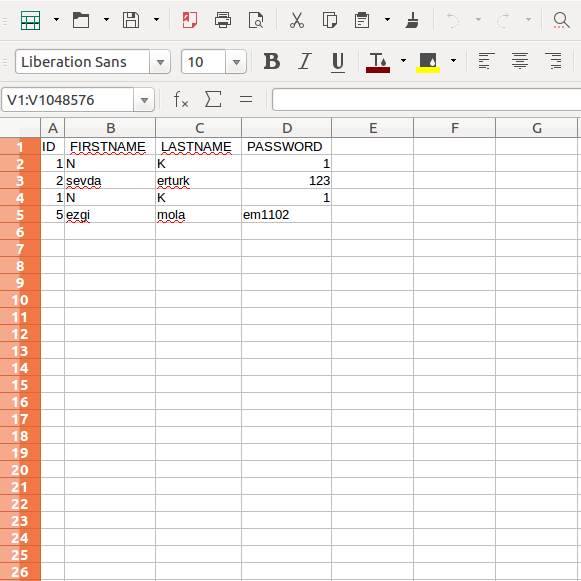 Liberation Sans 10 B I U T
V1:V1048576 fx Σ =
A B C D E F G
1 ID FIRSTNAME LASTNAME PASSWORD
2 1 N K 1
3 2 sevda erturk 123
4 1 N K 1
5 5 ezgi mola em1102
6
7
8
9
10
11
12
13
14
15
16
17
18
19
20
21
22
23
24
25
26